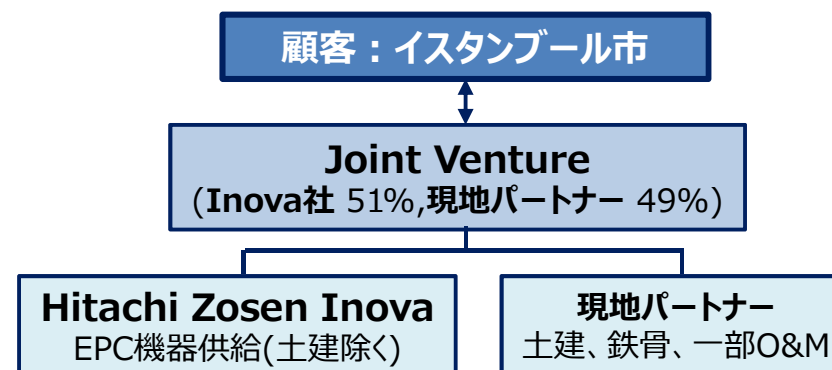 顧客：イスタンブール市
Joint Venture
(Inova社 51%,現地パートナー 49%)
Hitachi Zosen Inova
EPC機器供給(土建除く)
現地パートナー
土建、鉄骨、一部O&M